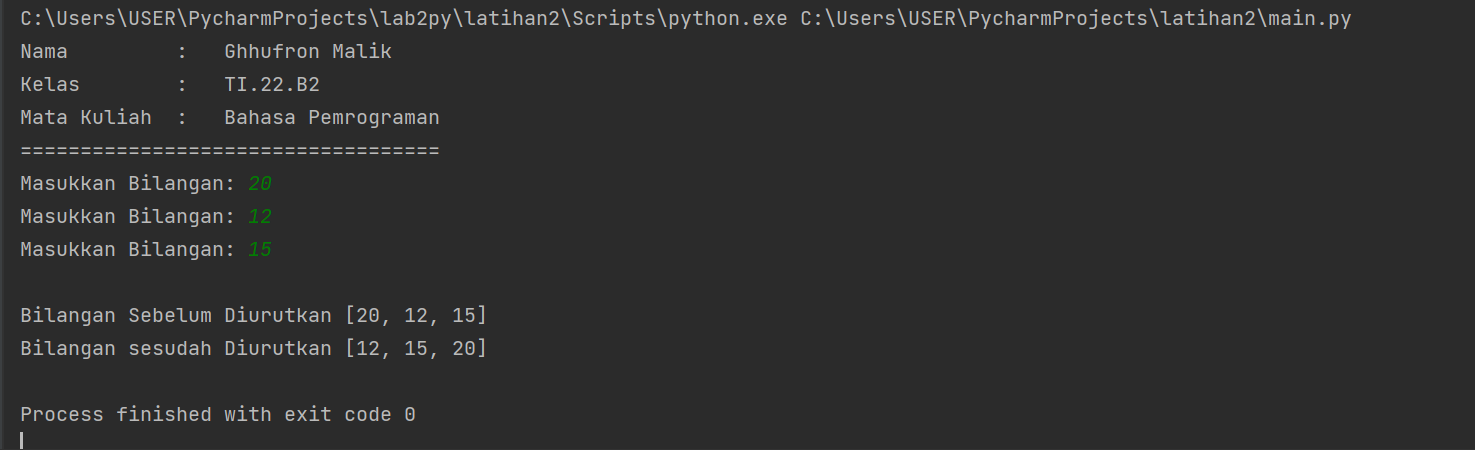 C:\Users\USER\PycharmProjects\lab2py\latihan2\Scripts\python.exe C:\Users\USER\PycharmProjects\latihan2\main.py
Nama         :   Ghhufron Malik
Kelas        :   TI.22.B2
Mata Kuliah  :   Bahasa Pemrograman
===================================
Masukkan Bilangan: 20
Masukkan Bilangan: 12
Masukkan Bilangan: 15
Bilangan Sebelum Diurutkan [20, 12, 15]
Bilangan sesudah Diurutkan [12, 15, 20]
Process finished with exit code 0